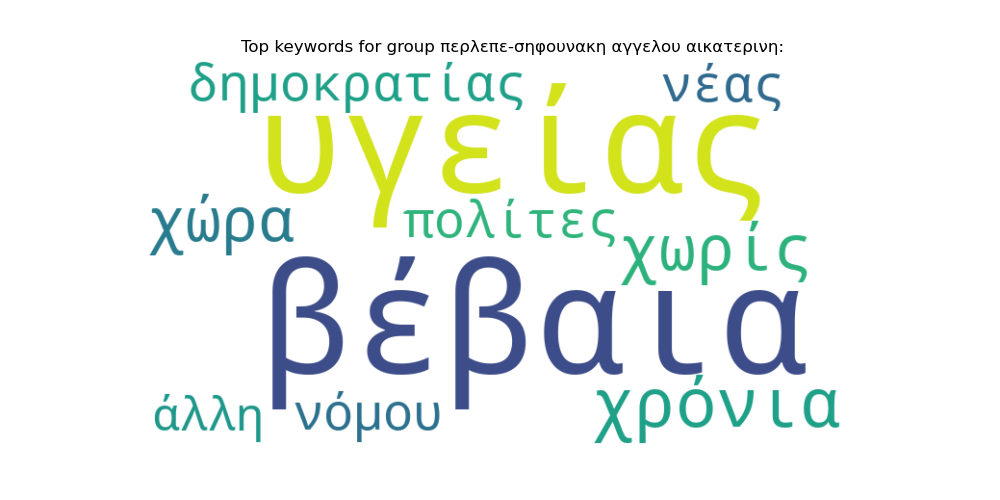 Top keywords for group περλεπε-σηφουνακη αγγελου αικατερινη:
δημοκρατίας νέας
υγείας
χώρα πολίτες χωρίς
βέβαια
άλλη νόμου χρόνια